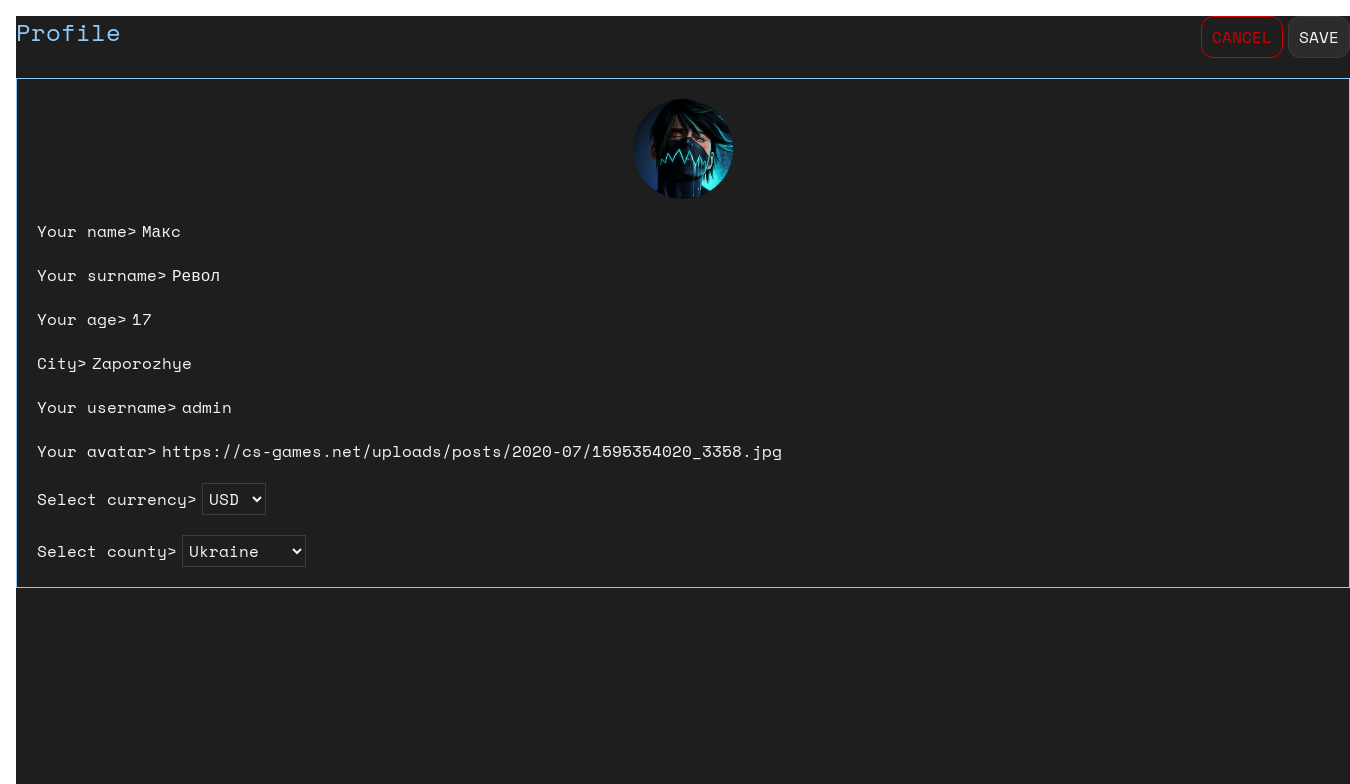 Profile
CANCEL SAVE
Your name> Макс
Your surname> Револ
Your age> 17
City> Zaporozhye
Your username> admin
Your avatar> https://cs-games.net/uploads/posts/2020-07/1595354020_3358.jpg
Select currency> USD
Select county> Ukraine